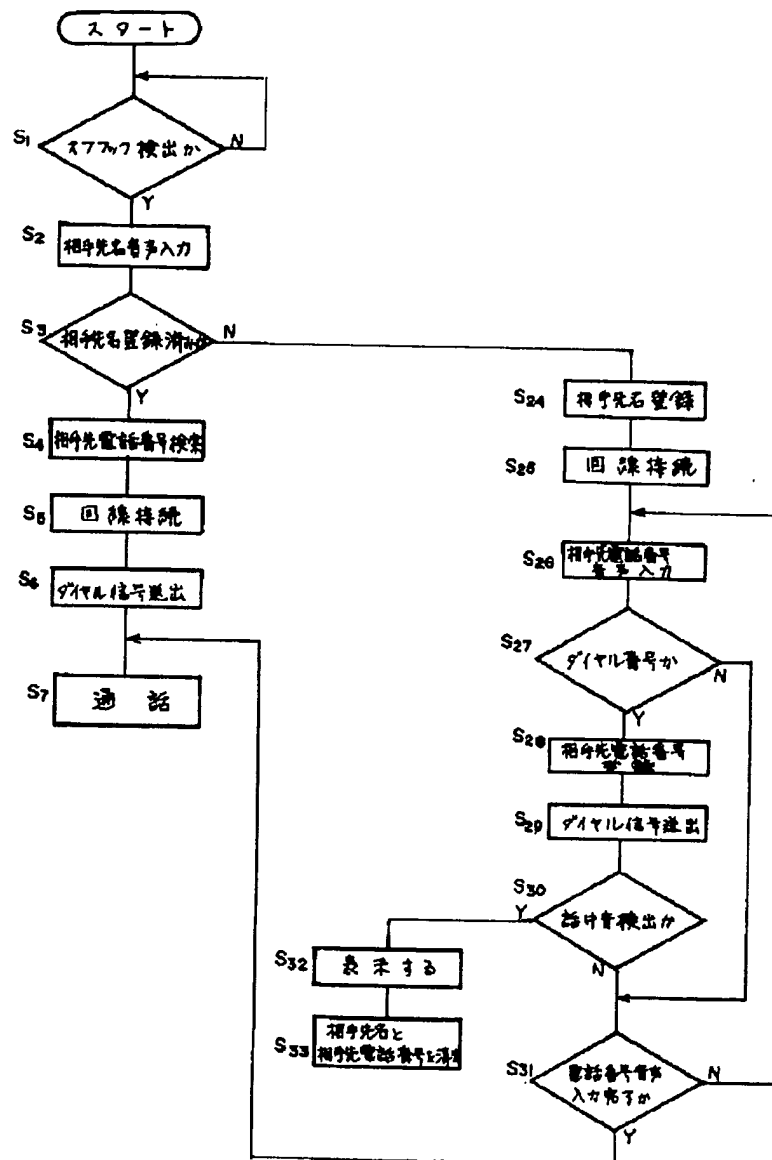 スタート
S1
オフフック検出か
N
Y
S2
相手先名音声入力
S3
相手先名登録済みか
N
Y
S4
相手先電話番号検索
S5
回線接続
S6
ダイヤル信号送出
S7
通話
S24
相手先名登録
S25
回線接続
S26
相手先電話番号
音声入力
S27
ダイヤル番号か
N
Y
S28
相手先電話番号
S29
ダイヤル信号送出
S30
話中音検出か
Y
N
S32
表示する
S33
相手先名と
相手先電話番号を消去
S31
電話番号音声
入力完了か
N
Y